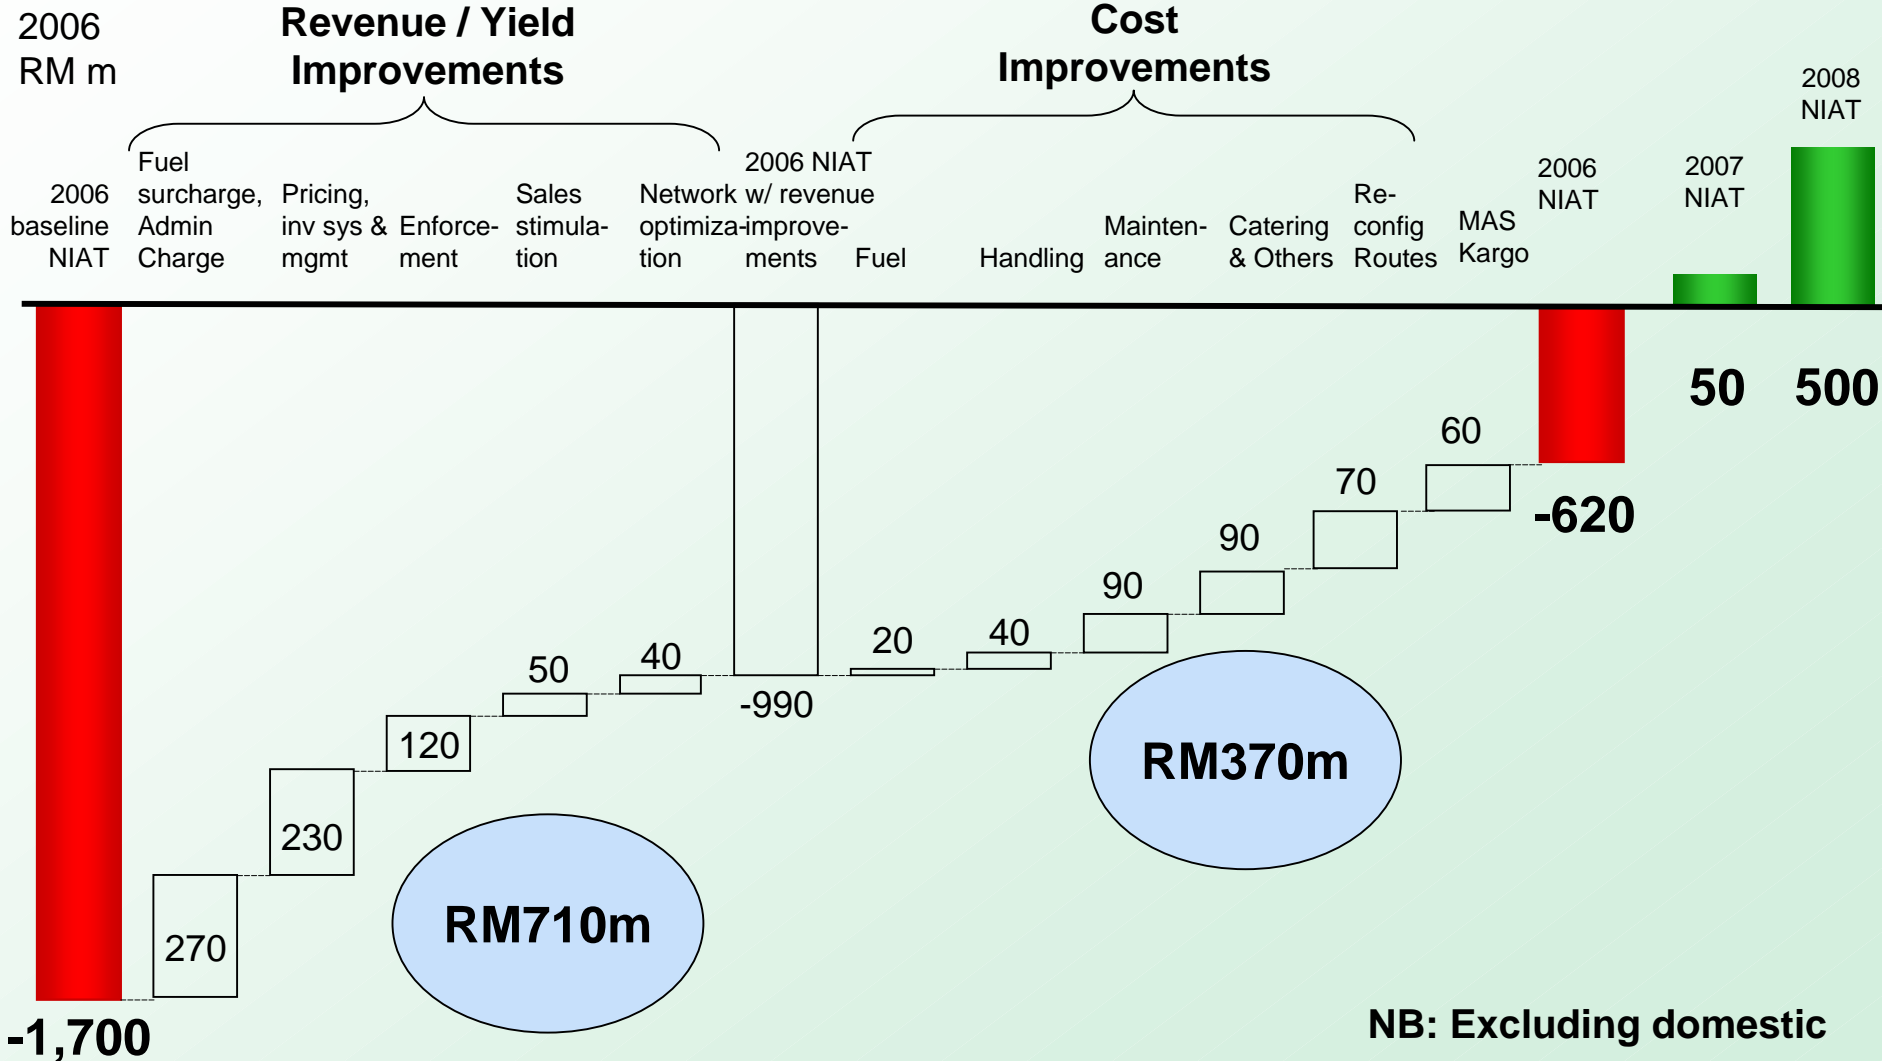 2006
RM m
Revenue / Yield
Improvements
Cost
Improvements
2006
baseline
NIAT
Fuel
surcharge,
Admin
Charge
Pricing,
inv sys &
mgmt
Enforce-
ment
Sales
stimula-
tion
Network
optimiza-
tion
2006 NIAT
w/ revenue
improve-
ments
Fuel
Handling
Mainten-
ance
Catering
& Others
Re-
config
Routes
MAS
Kargo
2006
NIAT
2007
NIAT
2008
NIAT
-1,700
270
230
120
50
40
-990
20
40
90
90
70
60
-620
50
500
RM710m
RM370m
NB: Excluding domestic